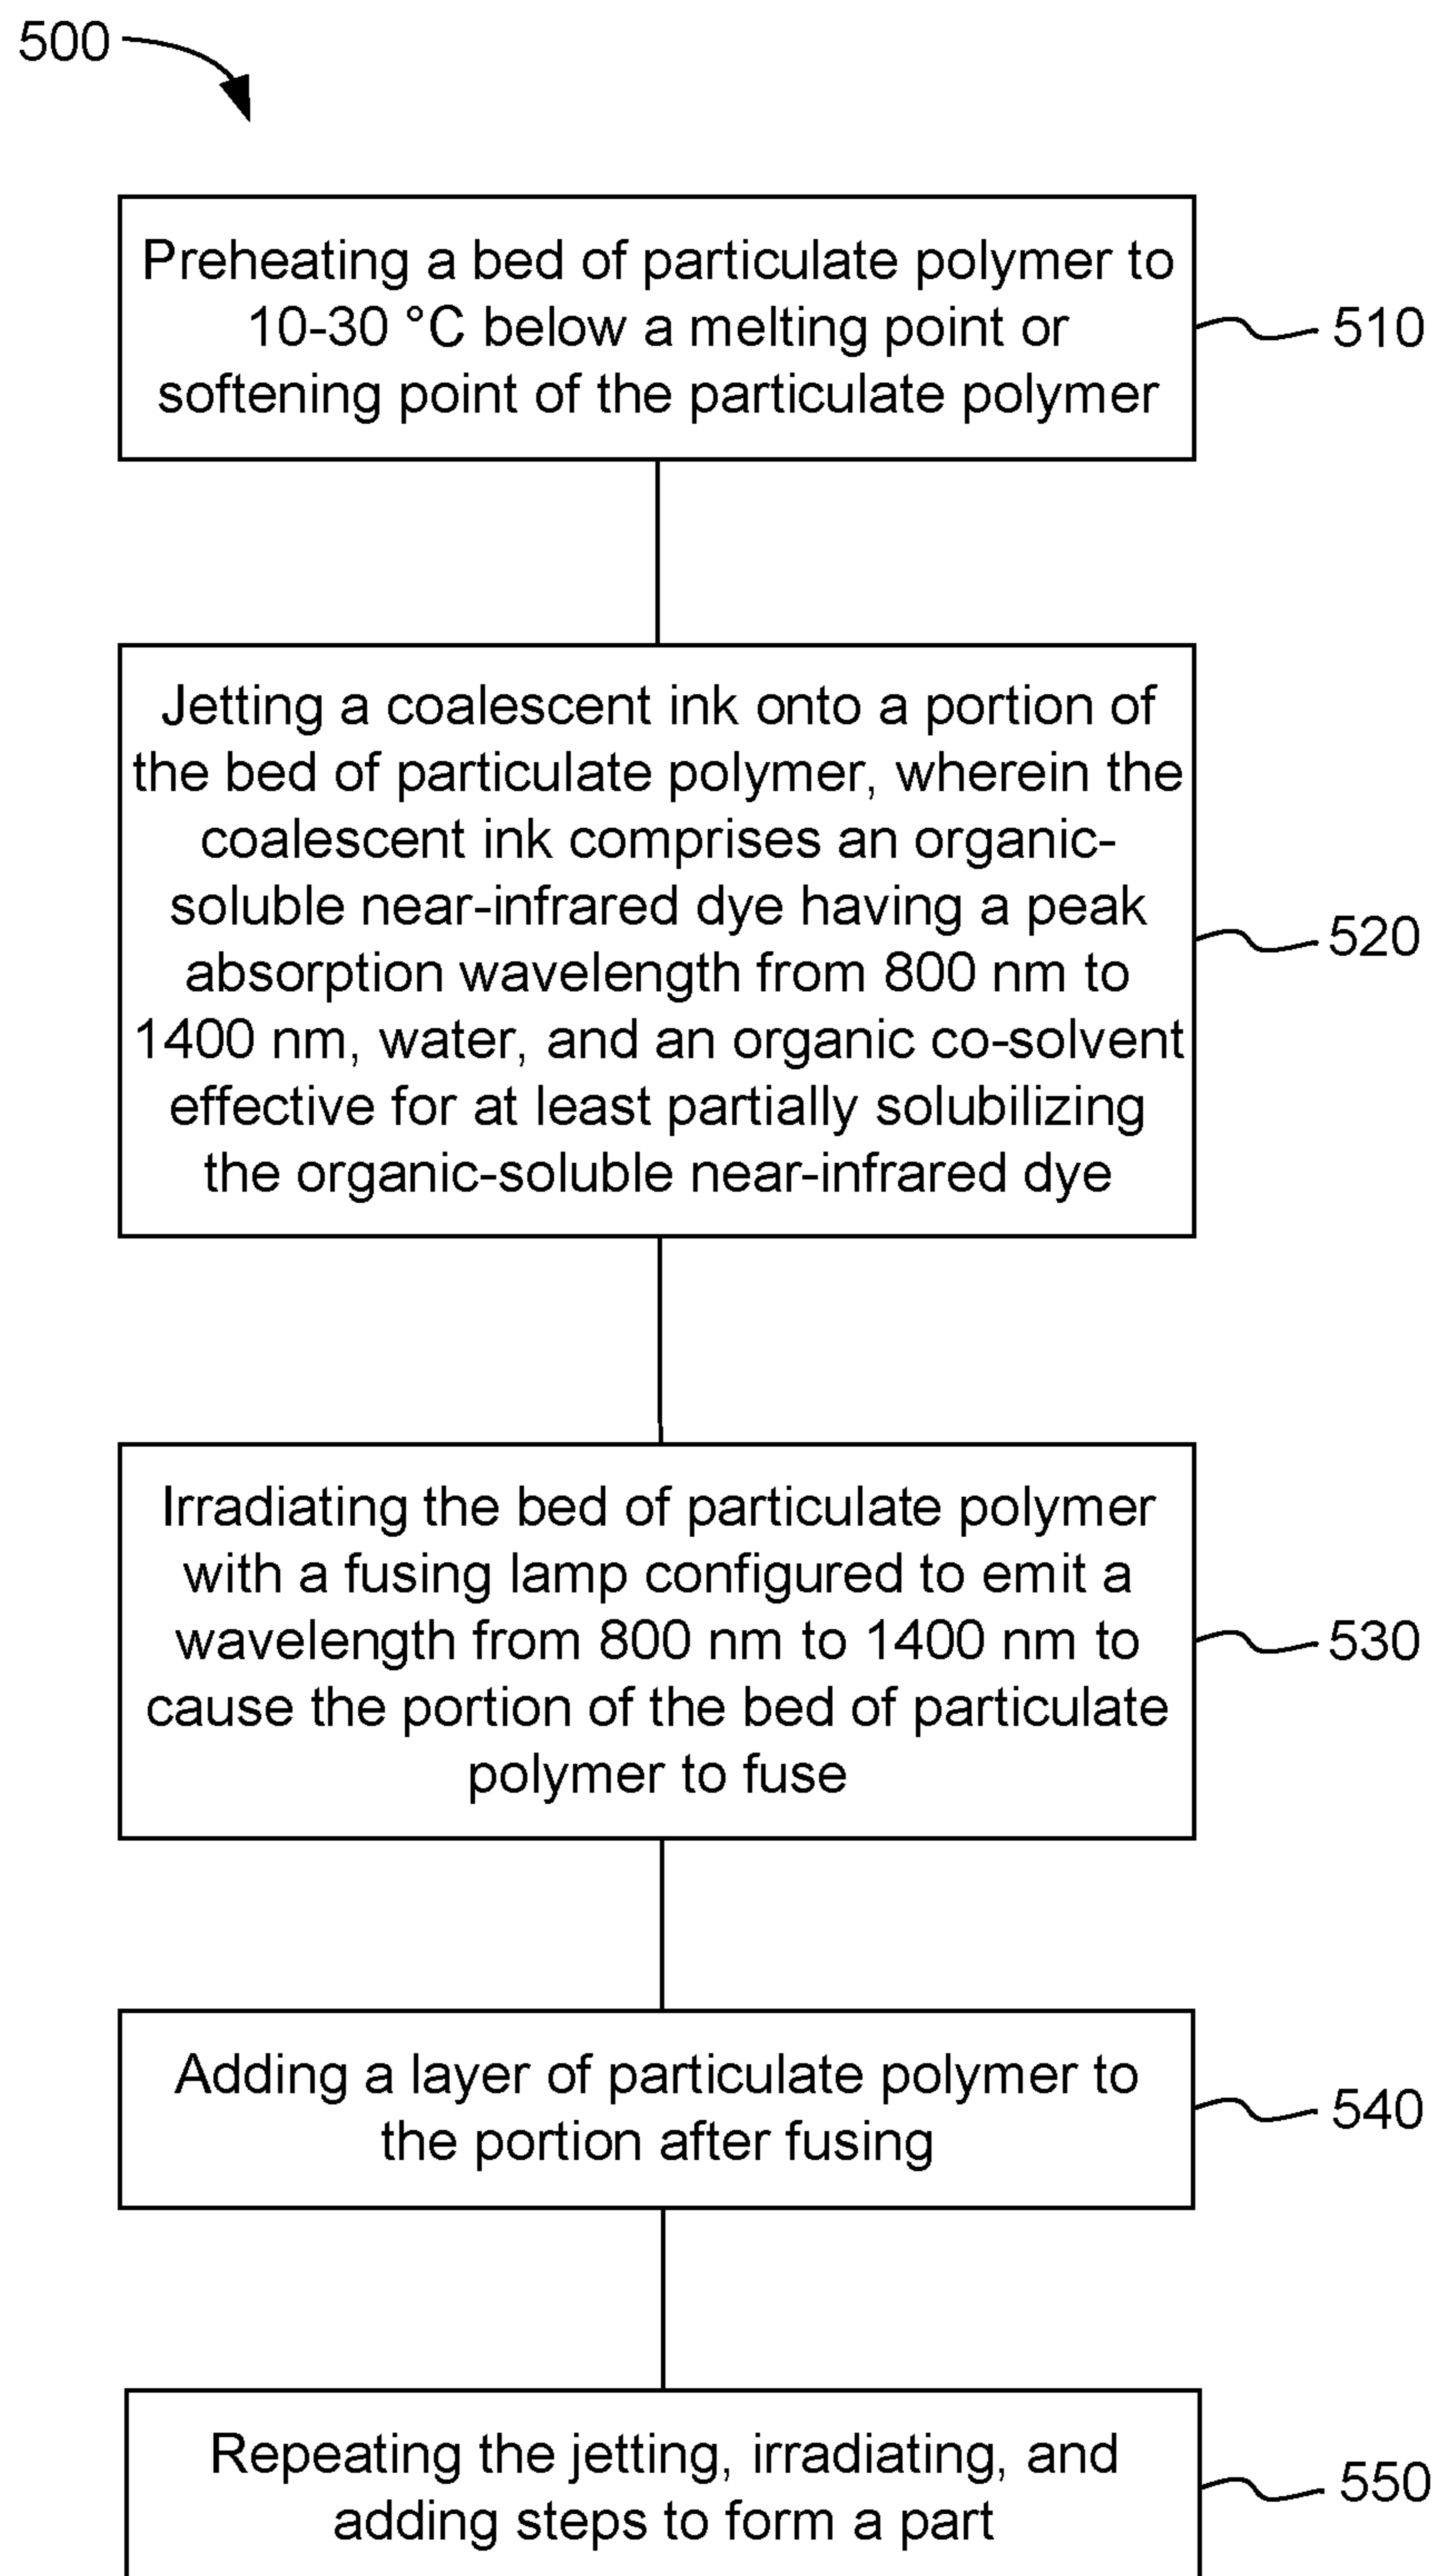 500
Preheating a bed of particulate polymer to
10-30 °C below a melting point or
softening point of the particulate polymer
510
Jetting a coalescent ink onto a portion of
the bed of particulate polymer, wherein the
coalescent ink comprises an organic-
soluble near-infrared dye having a peak
absorption wavelength from 800 nm to
1400 nm, water, and an organic co-solvent
effective for at least partially solubilizing
the organic-soluble near-infrared dye
520
Irradiating the bed of particulate polymer
with a fusing lamp configured to emit a
wavelength from 800 nm to 1400 nm to
cause the portion of the bed of particulate
polymer to fuse
530
Adding a layer of particulate polymer to
the portion after fusing
540
Repeating the jetting, irradiating, and
adding steps to form a part
550